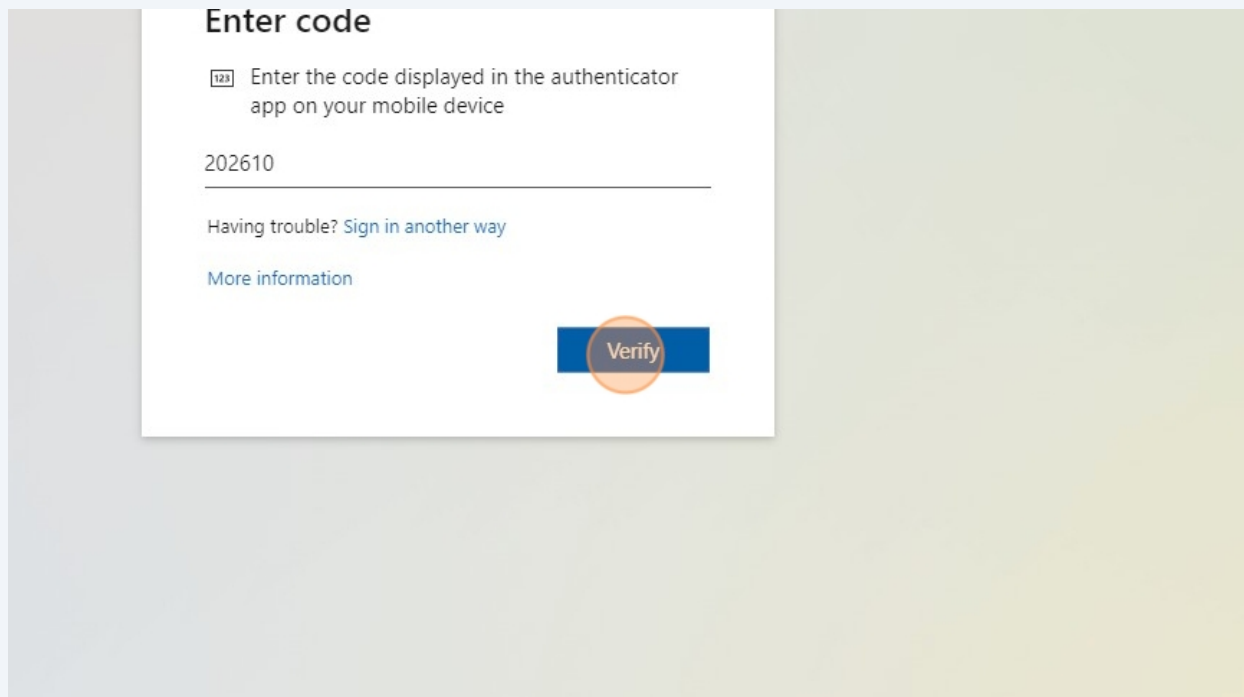 Enter code
123
Enter the code displayed in the authenticator
app on your mobile device
202610
Having trouble? Sign in another way
More information
Verify